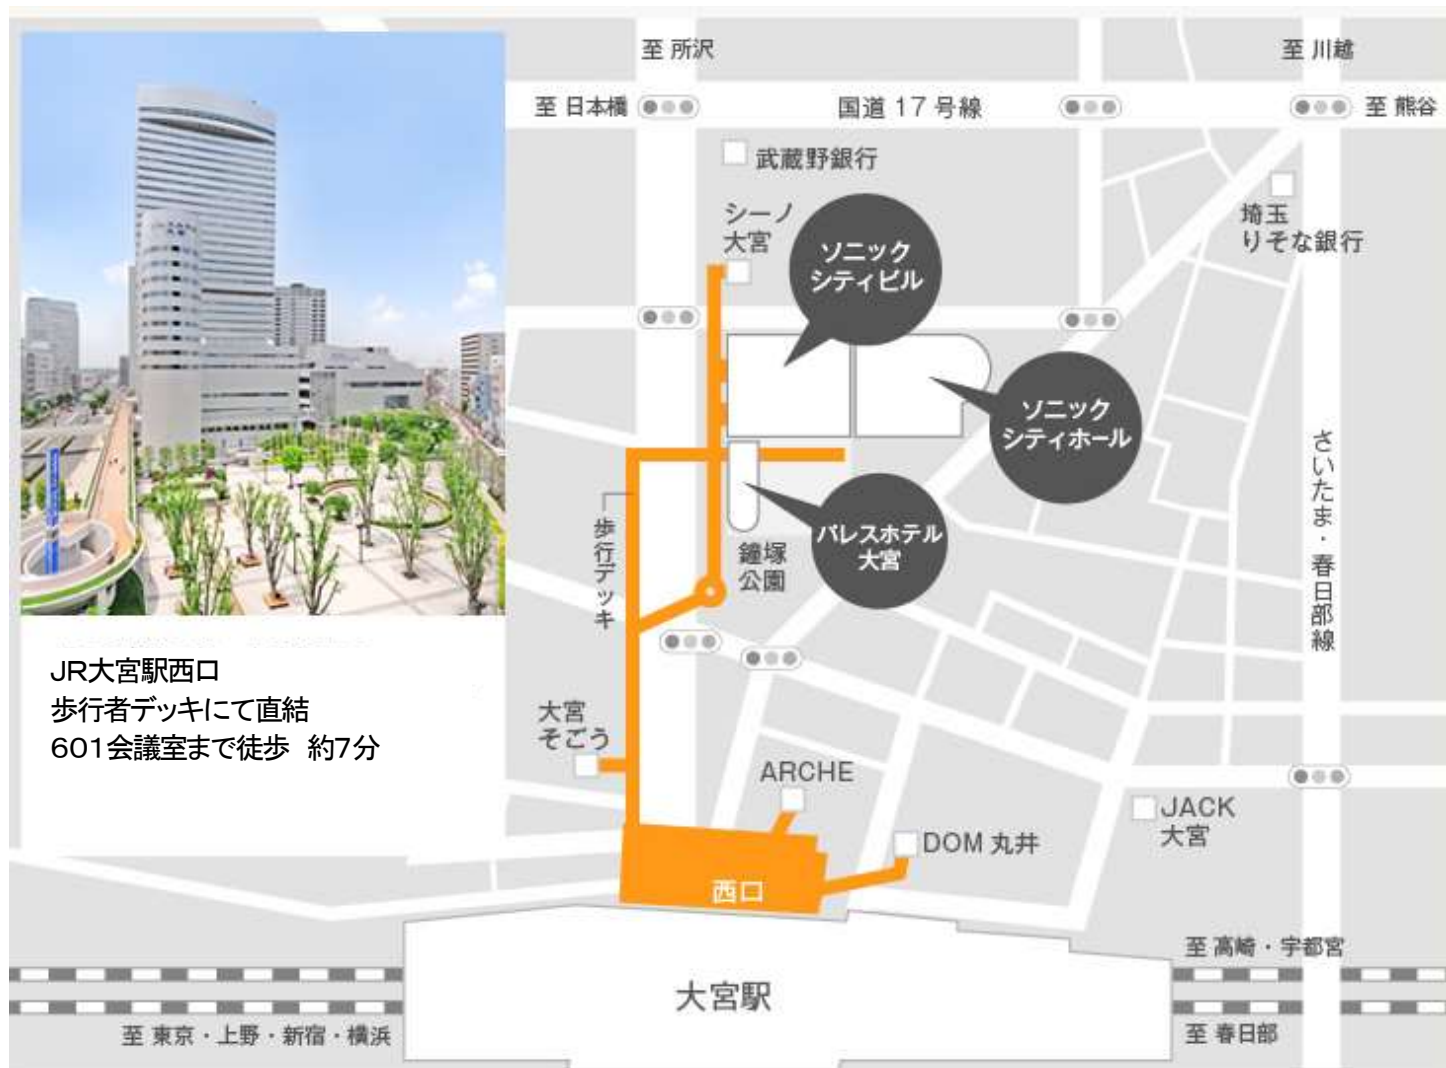 至 所沢
至 川越
至 日本橋
国道 17 号線
至 熊谷
武蔵野銀行
シーノ
大宮
ソニック
シティビル
埼玉
りそな銀行
ソニック
シティホール
さいたま・春日部線
パレスホテル
大宮
歩行デッキ
鐘塚
公園
JR大宮駅西口
歩行者デッキにて直結
601会議室まで徒歩 約7分
大宮
そごう
ARCHE
JACK
大宮
DOM 丸井
西口
至 高崎・宇都宮
大宮駅
至 東京・上野・新宿・横浜
至 春日部